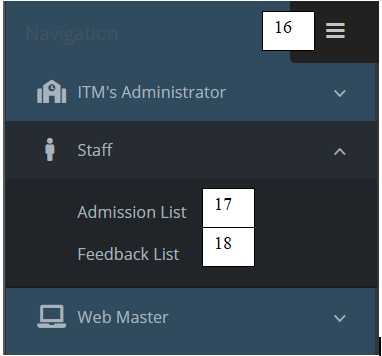 Navigation 16
ITM's Administrator
Staff
Admission List 17
Feedback List 18
Web Master